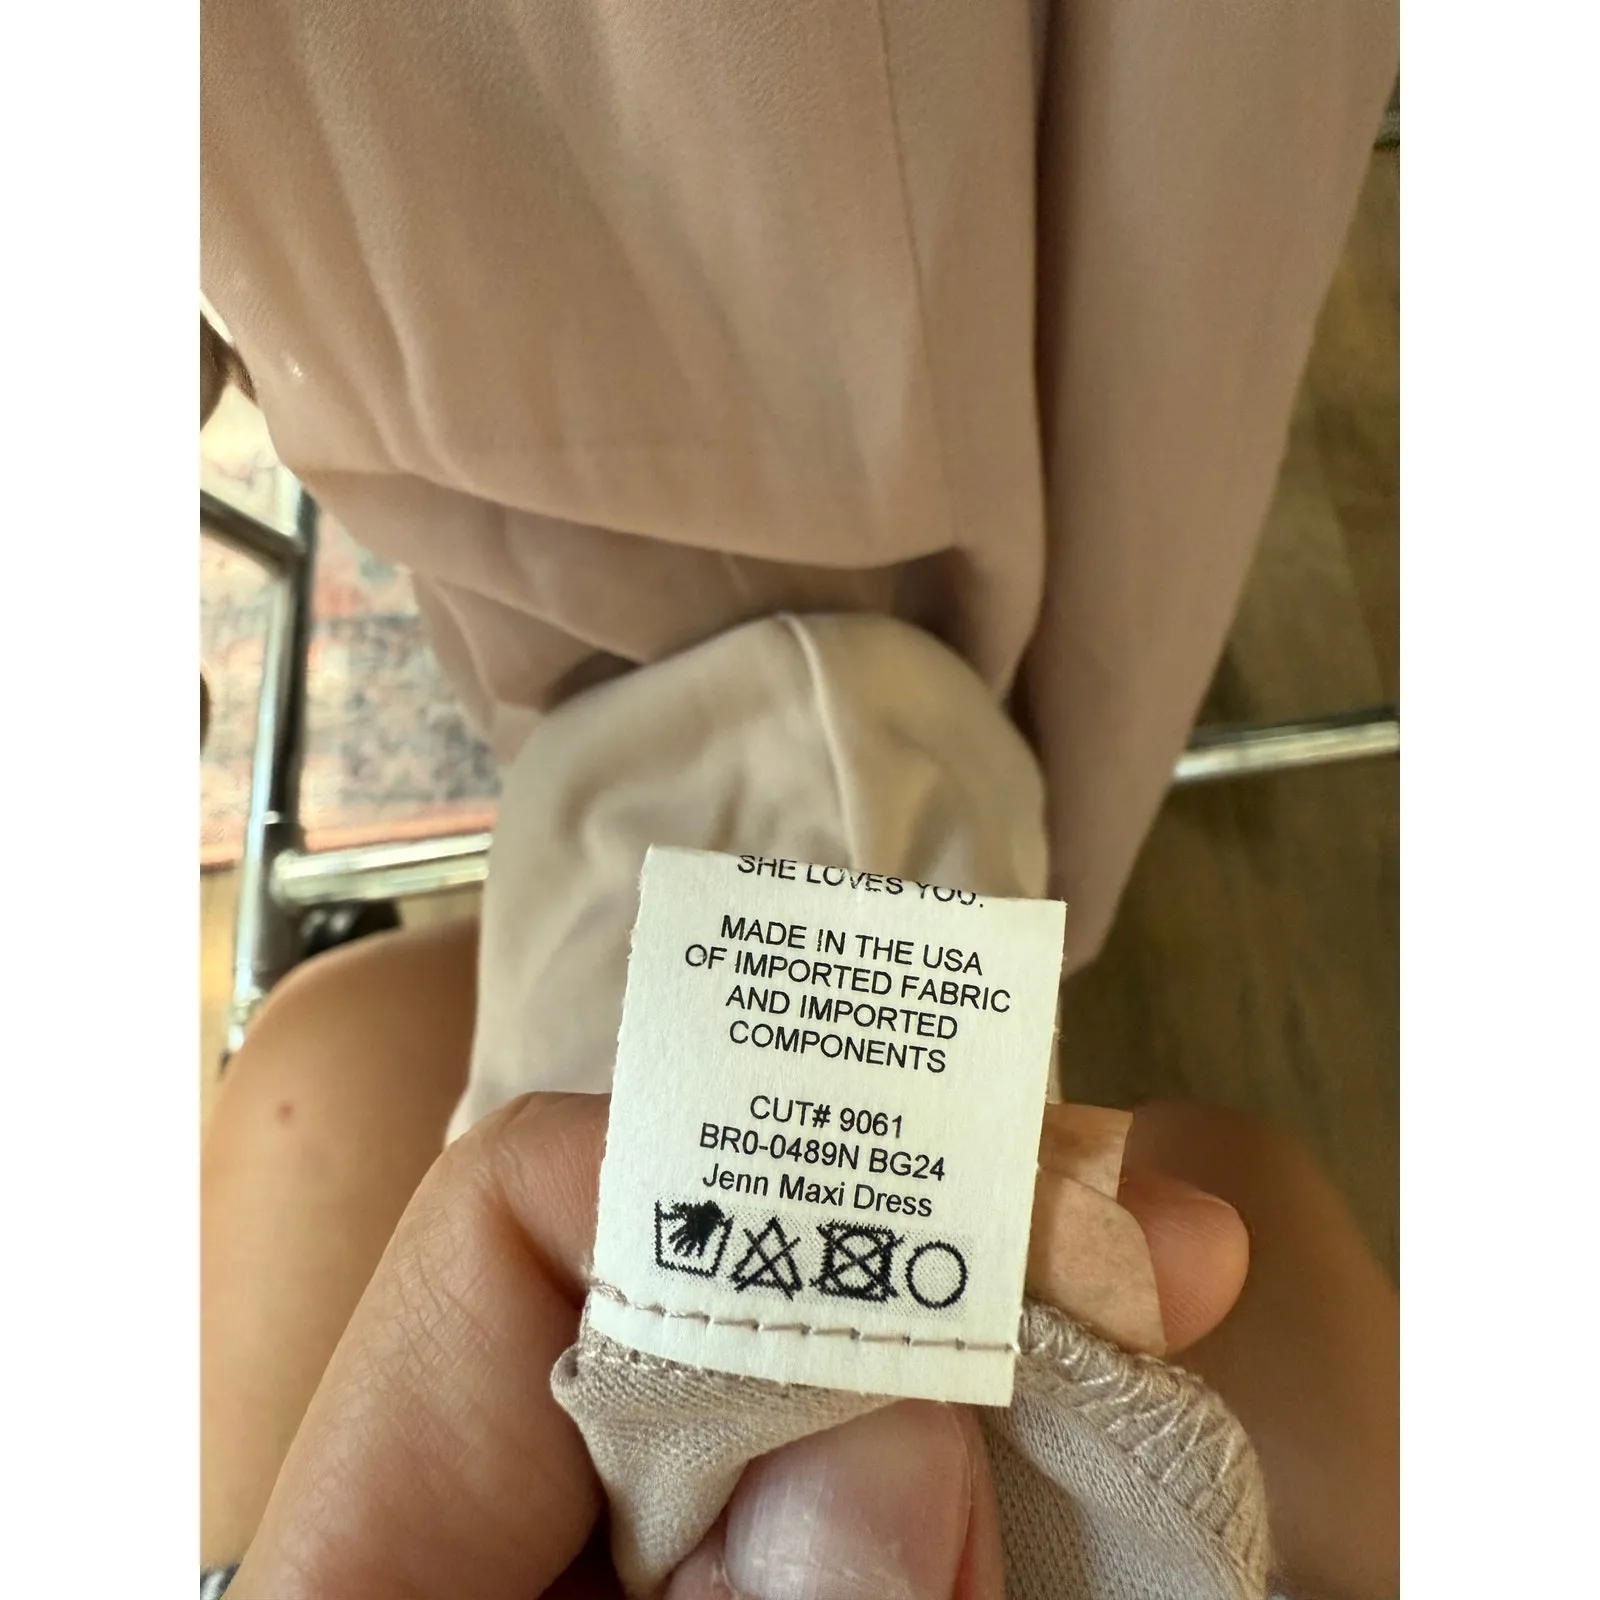 SHE LOVES YOU.
MADE IN THE USA
OF IMPORTED FABRIC
AND IMPORTED
COMPONENTS
CUT# 9061
BR0-0489N BG24
Jenn Maxi Dress